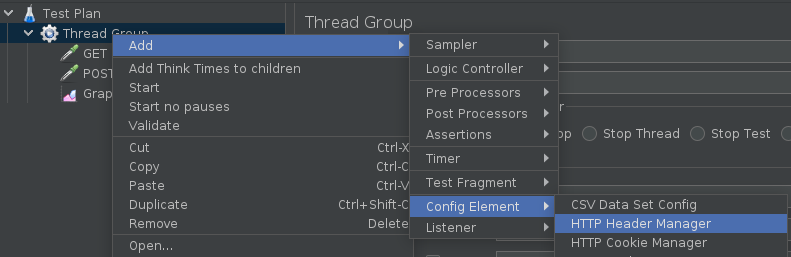 Test Plan
Thread Group
Thread Group
GET
POST
Grap
Add
Add Think Times to children
Start
Start no pauses
Validate
Cut Ctrl-X
Copy Ctrl-C
Paste Ctrl-V
Duplicate Ctrl+Shift-C
Remove Delete
Open...
Sampler
Logic Controller
Pre Processors
Post Processors
Assertions
Timer
Test Fragment
Config Element
Listener
Stop Thread
Stop Test
CSV Data Set Config
HTTP Header Manager
HTTP Cookie Manager